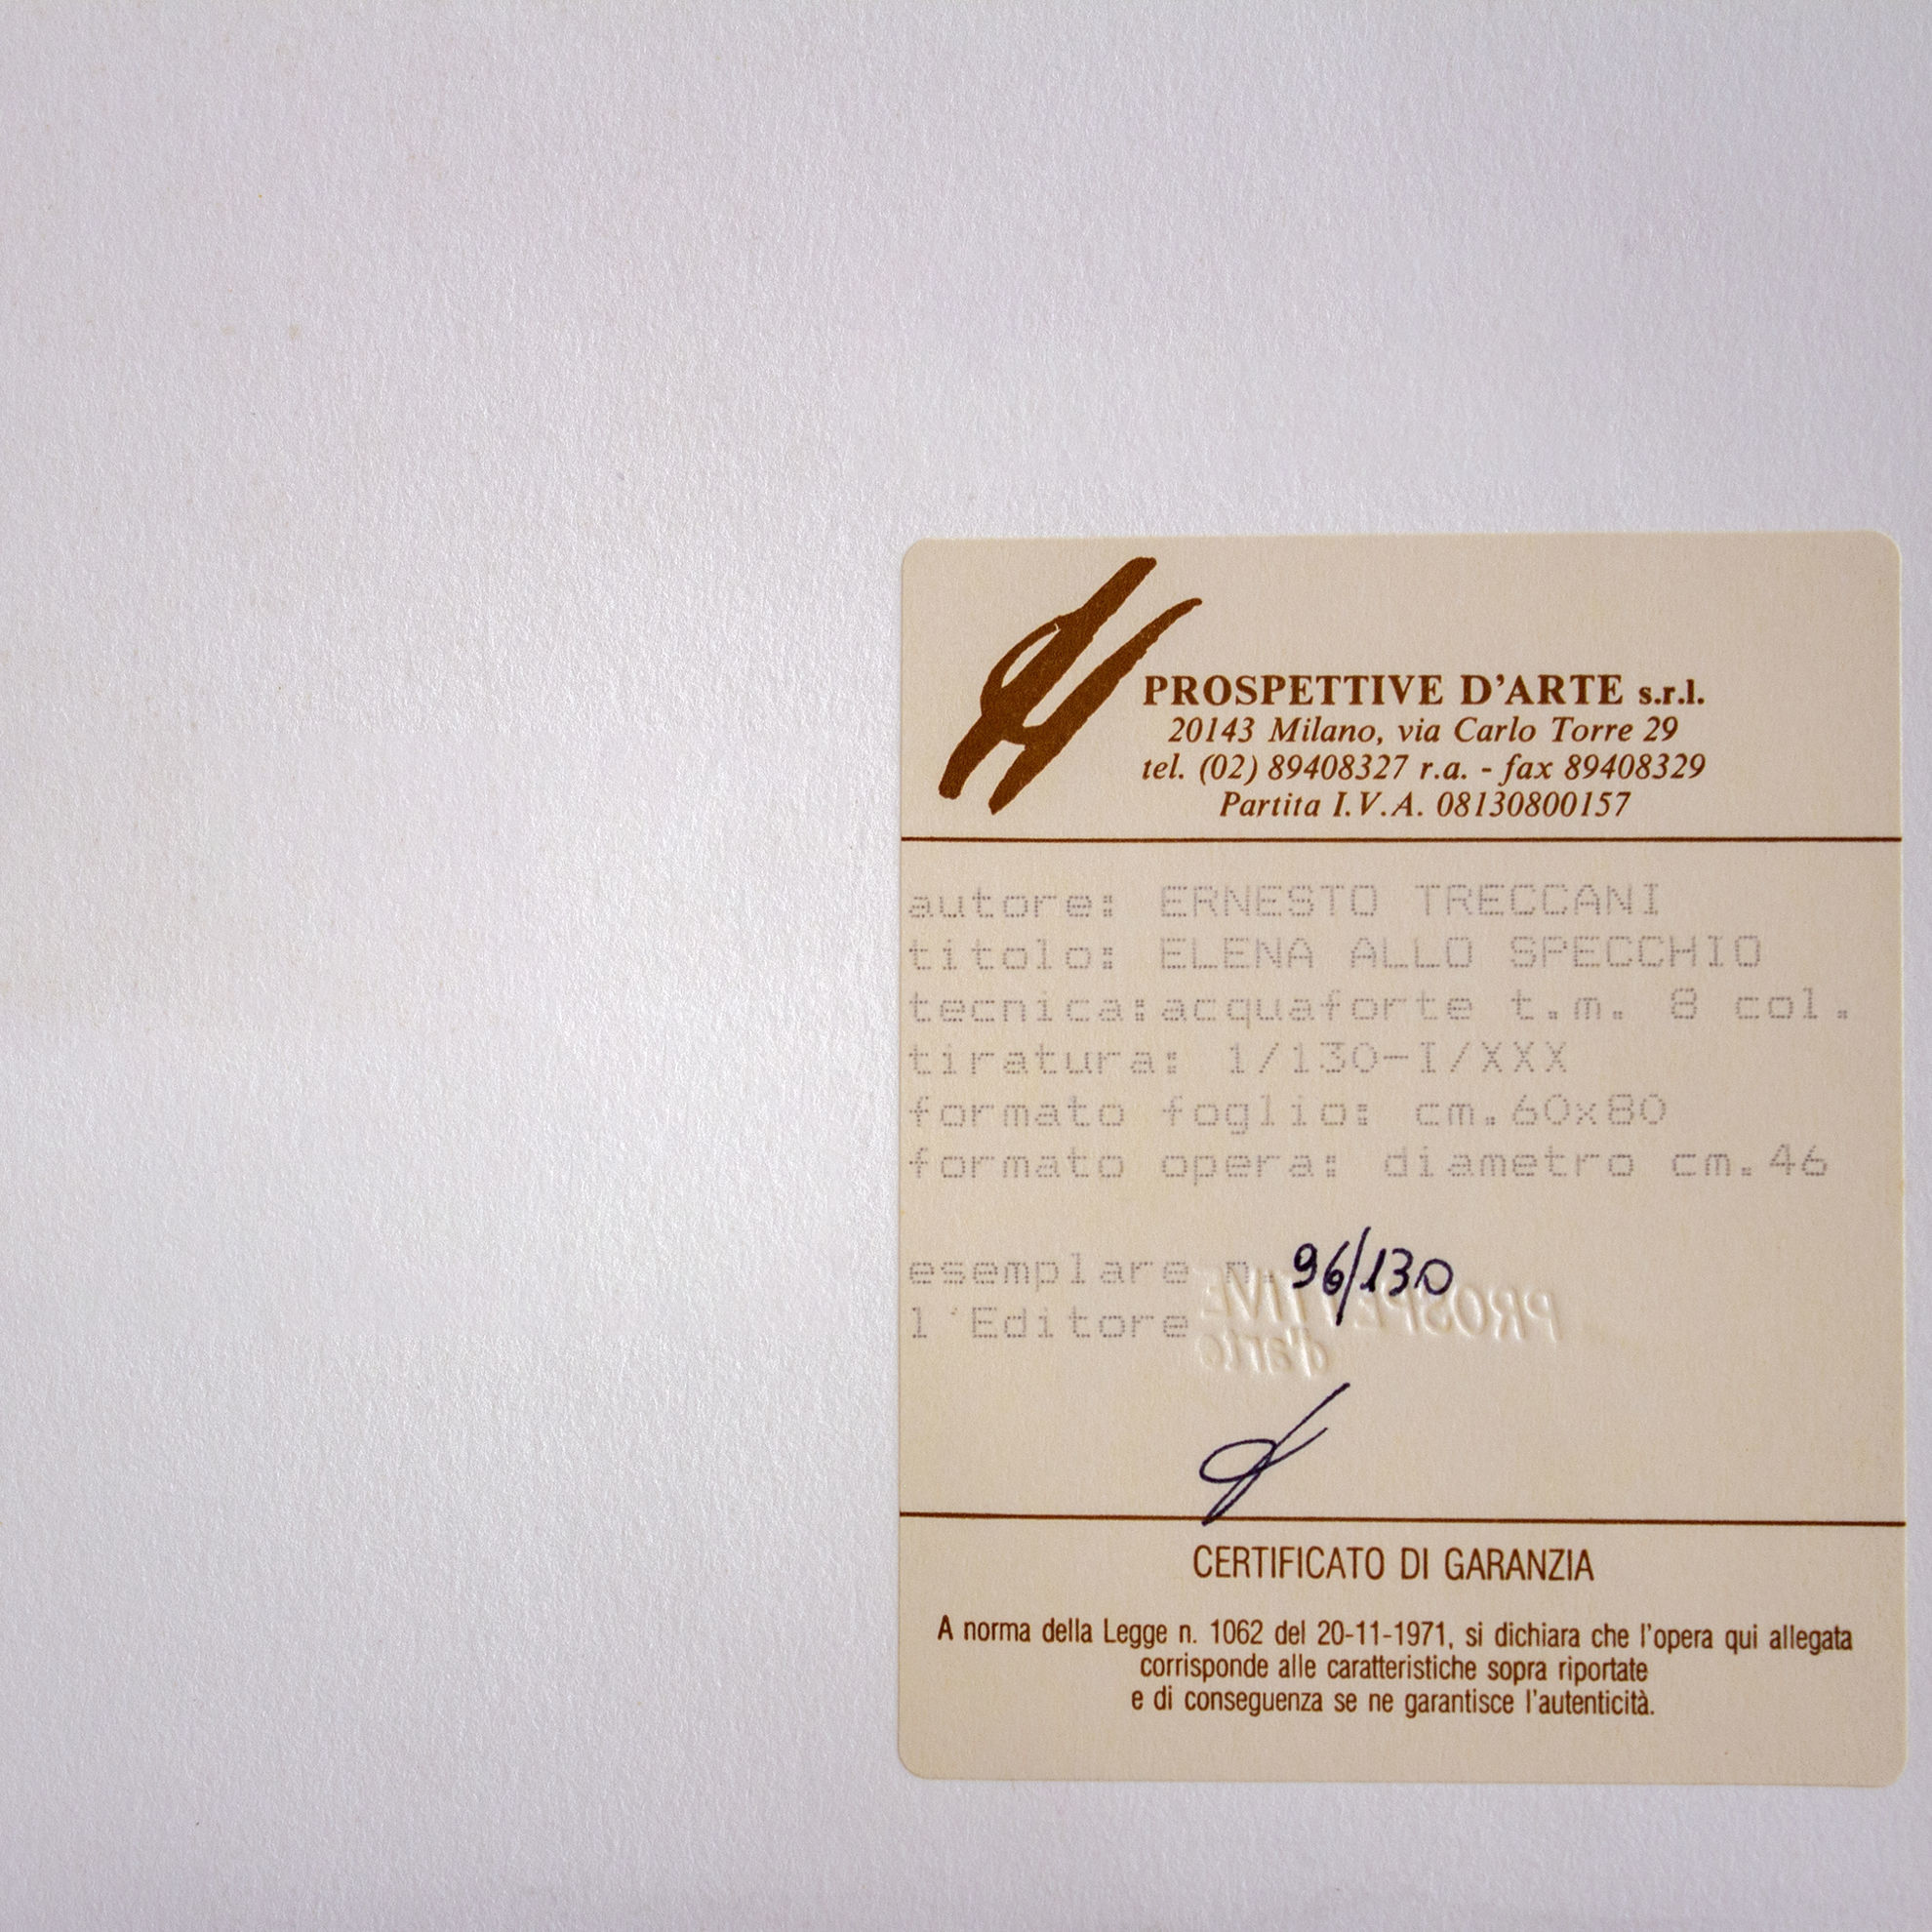 PROSPETTIVE D'ARTE s.r.l.
20143 Milano, via Carlo Torre 29
tel. (02) 89408327 r.a. - fax 89408329
Partita I.V.A. 08130800157
autore: ERNESTO TRECCANI
titolo: ELENA ALLO SPECCHIO
tecnica:acquaforte t.m. 8 col.
tiratura: 1/130-I/XXX
formato foglio: cm.60x80
formato opera: diametro cm.46
esemplare n. 96/130
l'Editore
PROSPETTIVE
d'arte
CERTIFICATO DI GARANZIA
A norma della Legge n. 1062 del 20-11-1971, si dichiara che l'opera qui allegata
corrisponde alle caratteristiche sopra riportate
e di conseguenza se ne garantisce l'autenticità.